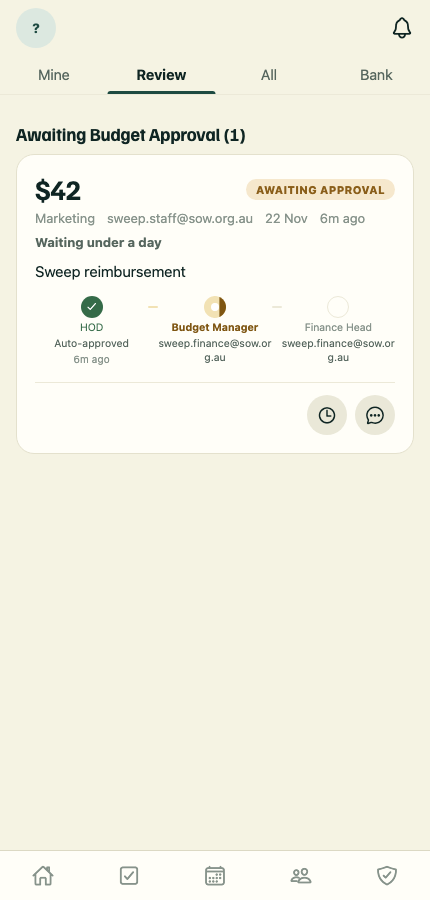 ?
Mine Review All Bank
Awaiting Budget Approval (1)
$42 AWAITING APPROVAL
Marketing sweep.staff@sow.org.au 22 Nov 6m ago
Waiting under a day
Sweep reimbursement
HOD
Auto-approved
6m ago
Budget Manager
sweep.finance@sow.or
g.au
Finance Head
sweep.finance@sow.or
g.au